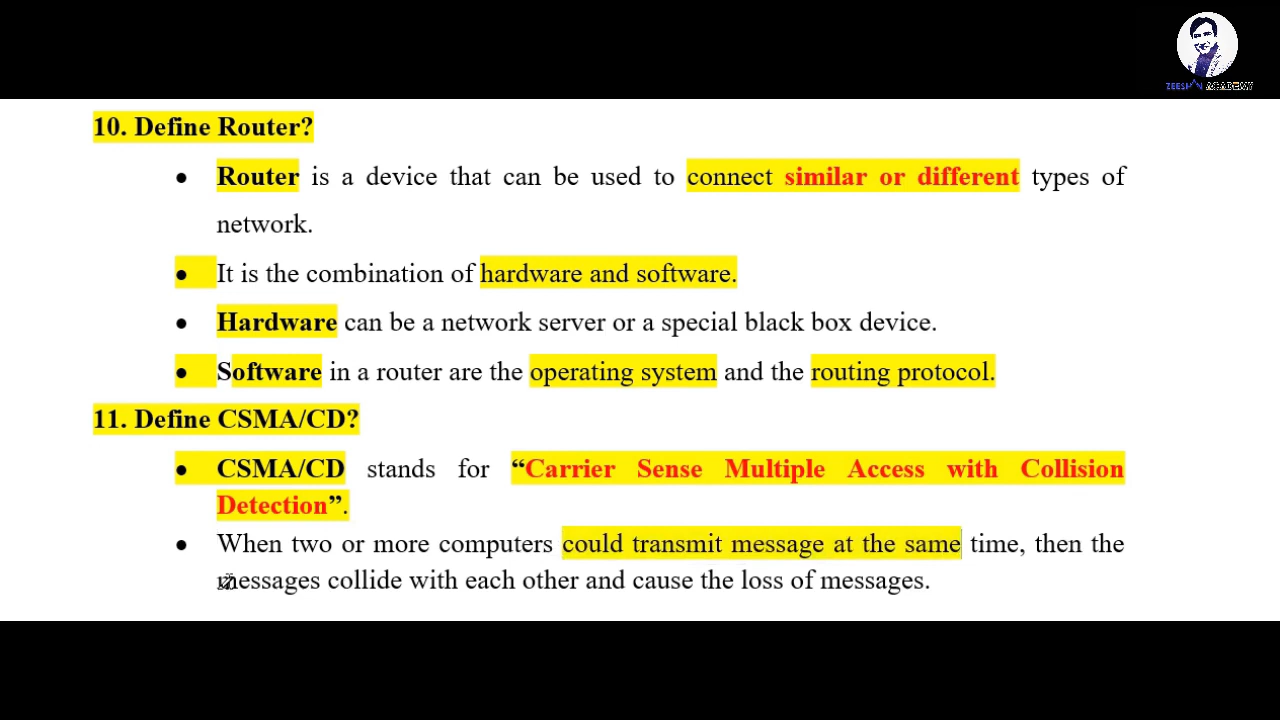 ZEESHAN ACADEMY
10. Define Router?
• Router is a device that can be used to connect similar or different types of
network.
• It is the combination of hardware and software.
• Hardware can be a network server or a special black box device.
• Software in a router are the operating system and the routing protocol.
11. Define CSMA/CD?
• CSMA/CD stands for “Carrier Sense Multiple Access with Collision
Detection”.
• When two or more computers could transmit message at the same time, then the
messages collide with each other and cause the loss of messages.